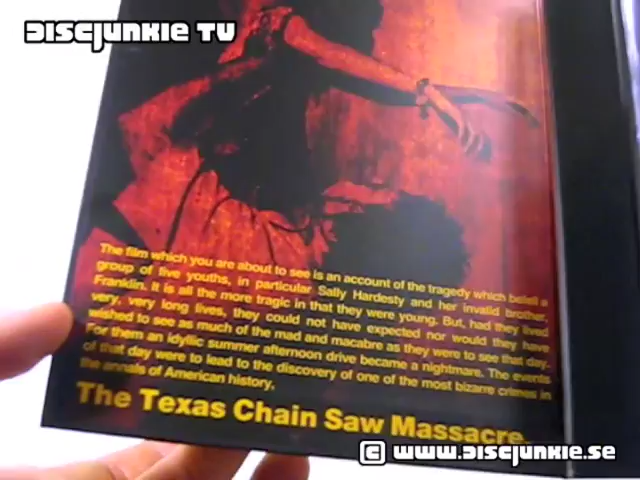 DISCJUNKIE TV
The film which you are about to see is an account of the tragedy which befell a
group of five youths, in particular Sally Hardesty and her invalid brother,
Franklin. It is all the more tragic in that they were young. But, had they lived
very, very long lives, they could not have expected nor would they have
wished to see as much of the mad and macabre as they were to see that day.
For them an idyllic summer afternoon drive became a nightmare. The events
of that day were to lead to the discovery of one of the most bizarre crimes in
the annals of American history,
The Texas Chain Saw Massacre.
© www.DISCJUNKIE.SE